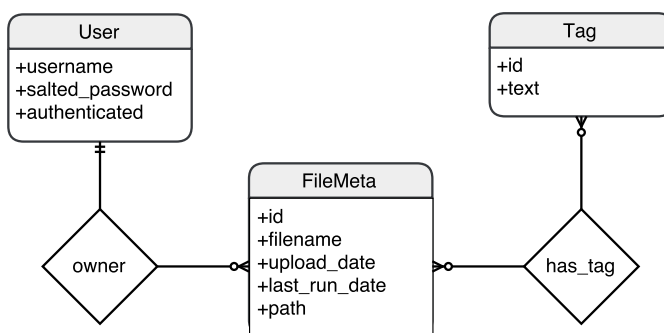 User
+username
+salted_password
+authenticated
Tag
+id
+text
FileMeta
+id
+filename
+upload_date
+last_run_date
+path
owner
has_tag